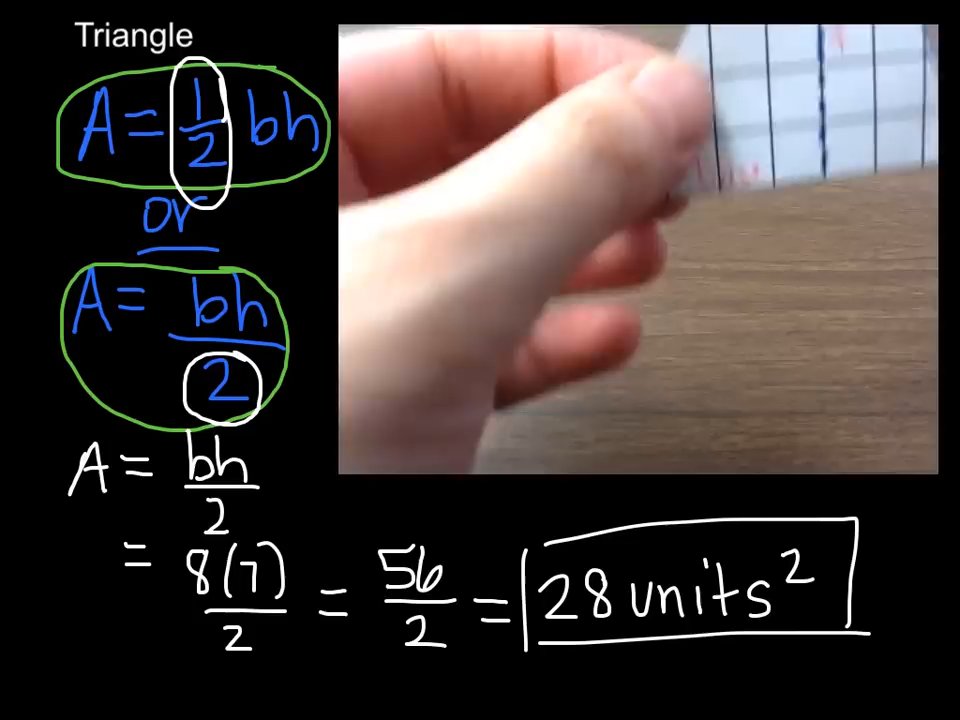 Triangle
A = 1/2 bh
or
A = bh/2
A = bh/2
= 8(7)/2 = 56/2 = 28 units²